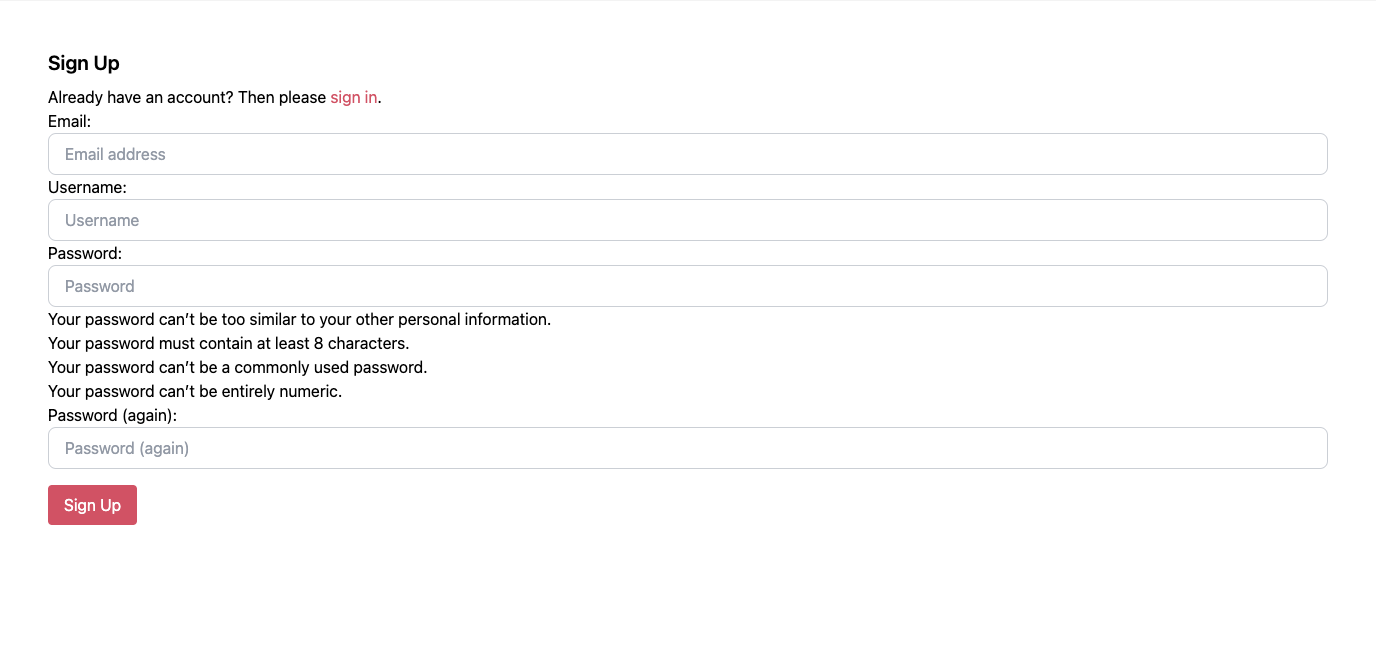 Sign Up
Already have an account? Then please sign in.
Email:
Email address
Username:
Username
Password:
Password
Your password can’t be too similar to your other personal information.
Your password must contain at least 8 characters.
Your password can’t be a commonly used password.
Your password can’t be entirely numeric.
Password (again):
Password (again)
Sign Up